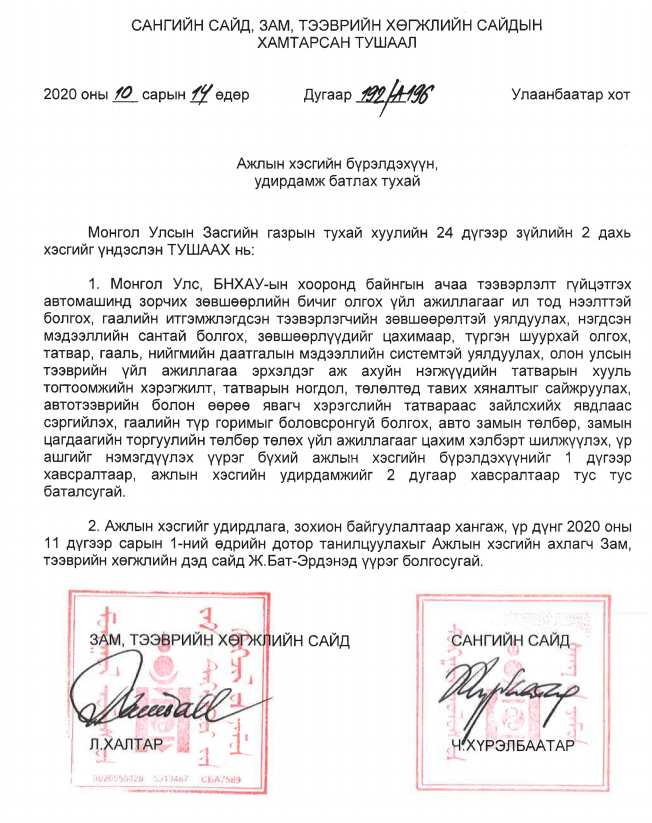 САНГИЙН САЙД, ЗАМ, ТЭЭВРИЙН ХӨГЖЛИЙН САЙДЫН
ХАМТАРСАН ТУШААЛ
2020 оны 10 сарын 14 өдөр Дугаар 192/А196 Улаанбаатар хот
Ажлын хэсгийн бүрэлдэхүүн,
удирдамж батлах тухай
Монгол Улсын Засгийн газрын тухай хуулийн 24 дүгээр зүйлийн 2 дахь
хэсгийг үндэслэн ТУШААХ нь:
1. Монгол Улс, БНХАУ-ын хооронд байнгын ачаа тээвэрлэлт гүйцэтгэх
автомашинд зорчих зөвшөөрлийн бичиг олгох үйл ажиллагааг ил тод нээлттэй
болгох, гаалийн итгэмжлэгдсэн тээвэрлэгчийн зөвшөөрөлтэй уялдуулах, нэгдсэн
мэдээллийн сантай болгох, зөвшөөрлүүдийг цахимаар, түргэн шуурхай олгох,
татвар, гааль, нийгмийн даатгалын мэдээллийн системтэй уялдуулах, олон улсын
тээврийн үйл ажиллагаа эрхэлдэг аж ахуйн нэгжүүдийн татварын хууль
тогтоомжийн хэрэгжилт, татварын ногдол, төлөлтөд тавих хяналтыг сайжруулах,
автотээврийн болон өөрөө явагч хэрэгслийн татвараас зайлсхийх явдлаас
сэргийлэх, гаалийн түр горимыг боловсронгуй болгох, авто замын төлбөр, замын
цагдаагийн торгуулийн төлбөр төлөх үйл ажиллагааг цахим хэлбэрт шилжүүлэх, үр
ашгийг нэмэгдүүлэх үүрэг бүхий ажлын хэсгийн бүрэлдэхүүнийг 1 дүгээр
хавсралтаар, ажлын хэсгийн удирдамжийг 2 дугаар хавсралтаар тус тус
баталсугай.
2. Ажлын хэсгийг удирдлага, зохион байгуулалтаар хангаж, үр дүнг 2020 оны
11 дүгээр сарын 1-ний өдрийн дотор танилцуулахыг Ажлын хэсгийн ахлагч Зам,
тээврийн хөгжлийн дэд сайд Ж.Бат-Эрдэнэд үүрэг болгосугай.
ЗАМ, ТЭЭВРИЙН ХӨГЖЛИЙН САЙД САНГИЙН САЙД
Л.ХАЛТАР Ч.ХҮРЭЛБААТАР